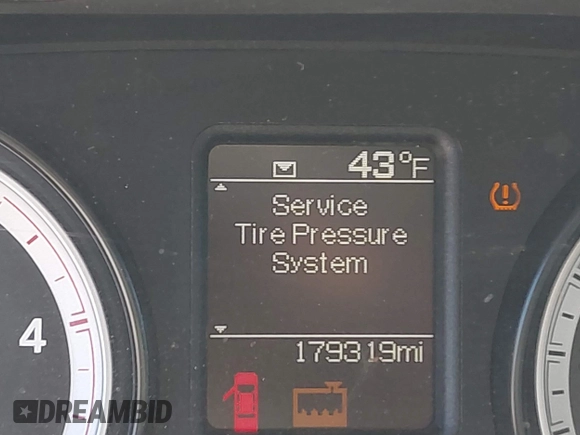 43°F
Service
Tire Pressure
System
179319mi
4
DREAMBID